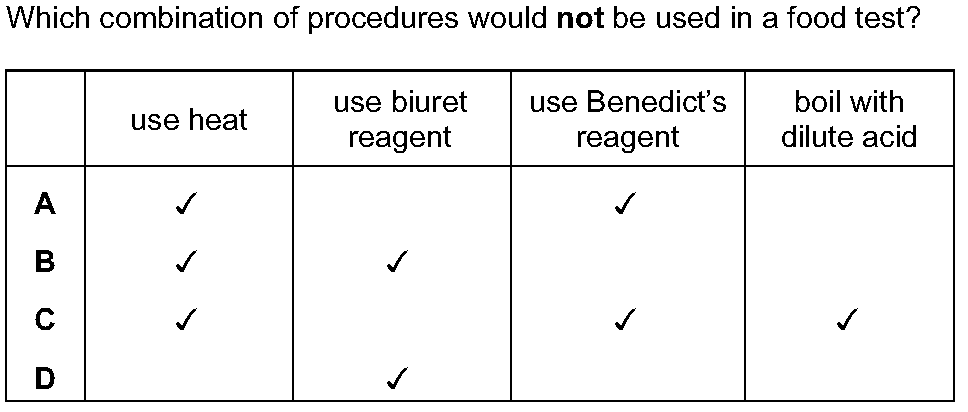 Which combination of procedures would not be used in a food test?
use heat use biuret reagent use Benedict's reagent boil with dilute acid
A ✓ ✓
B ✓ ✓
C ✓ ✓ ✓
D ✓